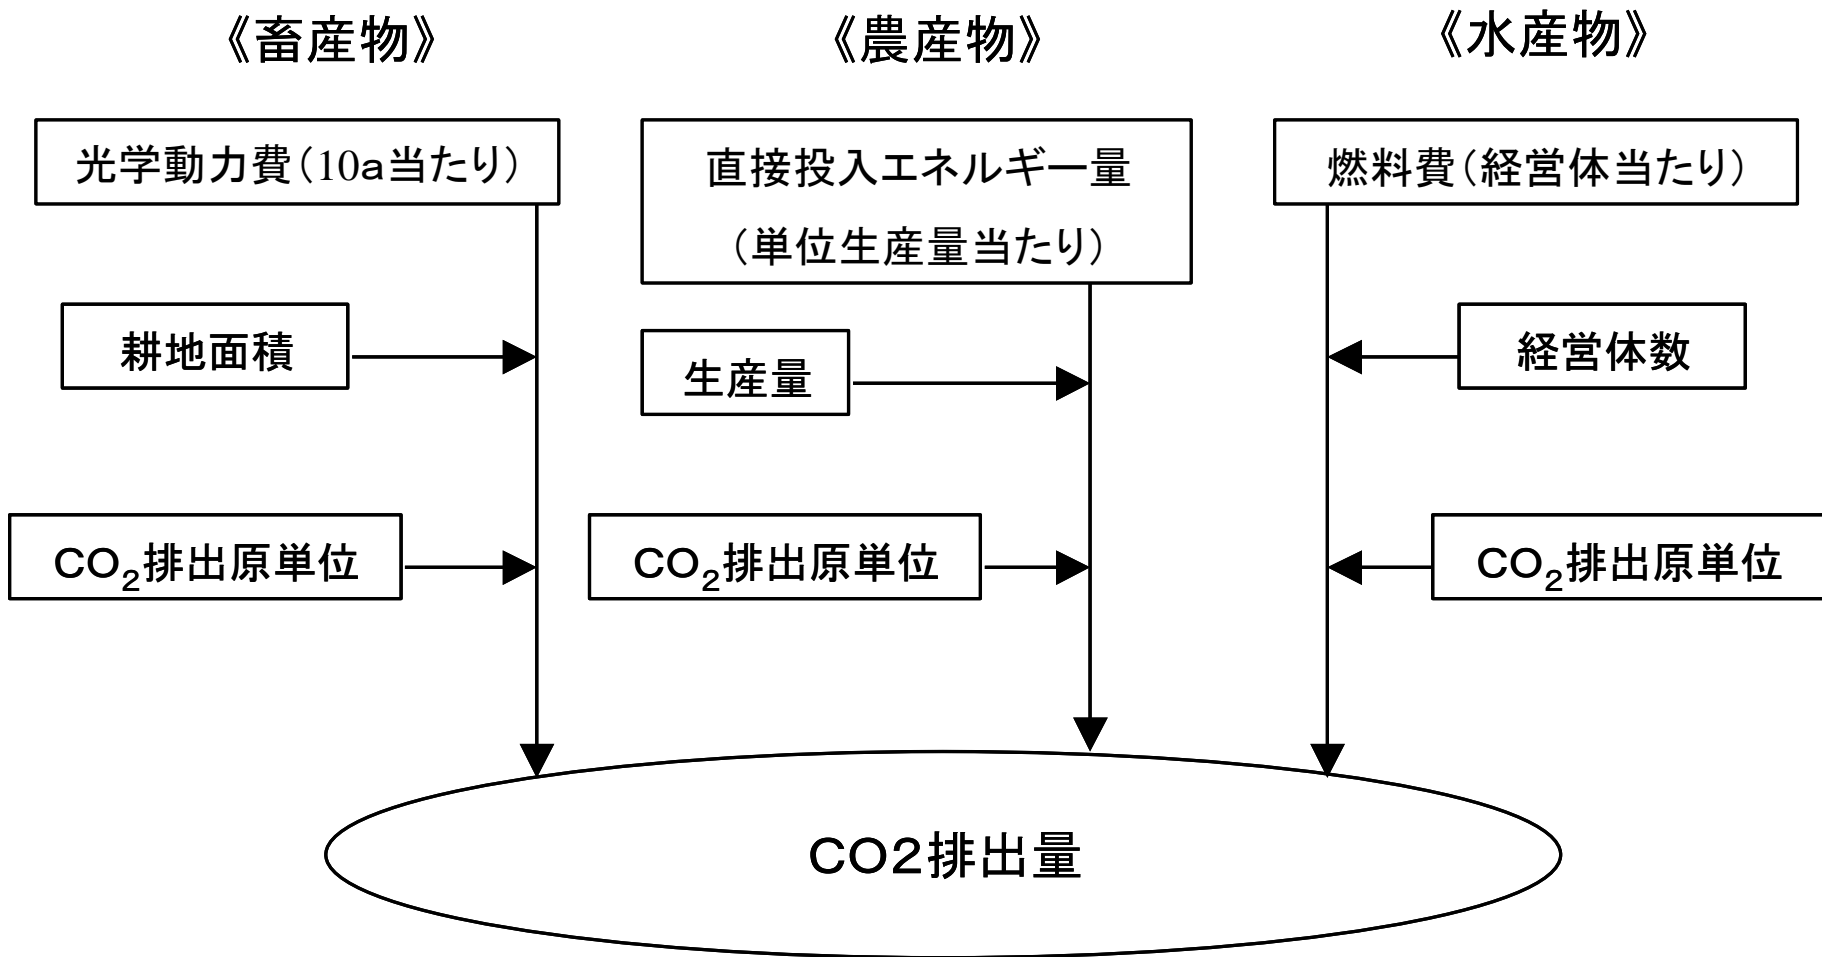 《畜産物》
《農産物》
《水産物》
光学動力費(10a当たり)
直接投入エネルギー量
(単位生産量当たり)
燃料費(経営体当たり)
耕地面積
生産量
経営体数
CO₂排出原単位
CO₂排出原単位
CO₂排出原単位
CO2排出量